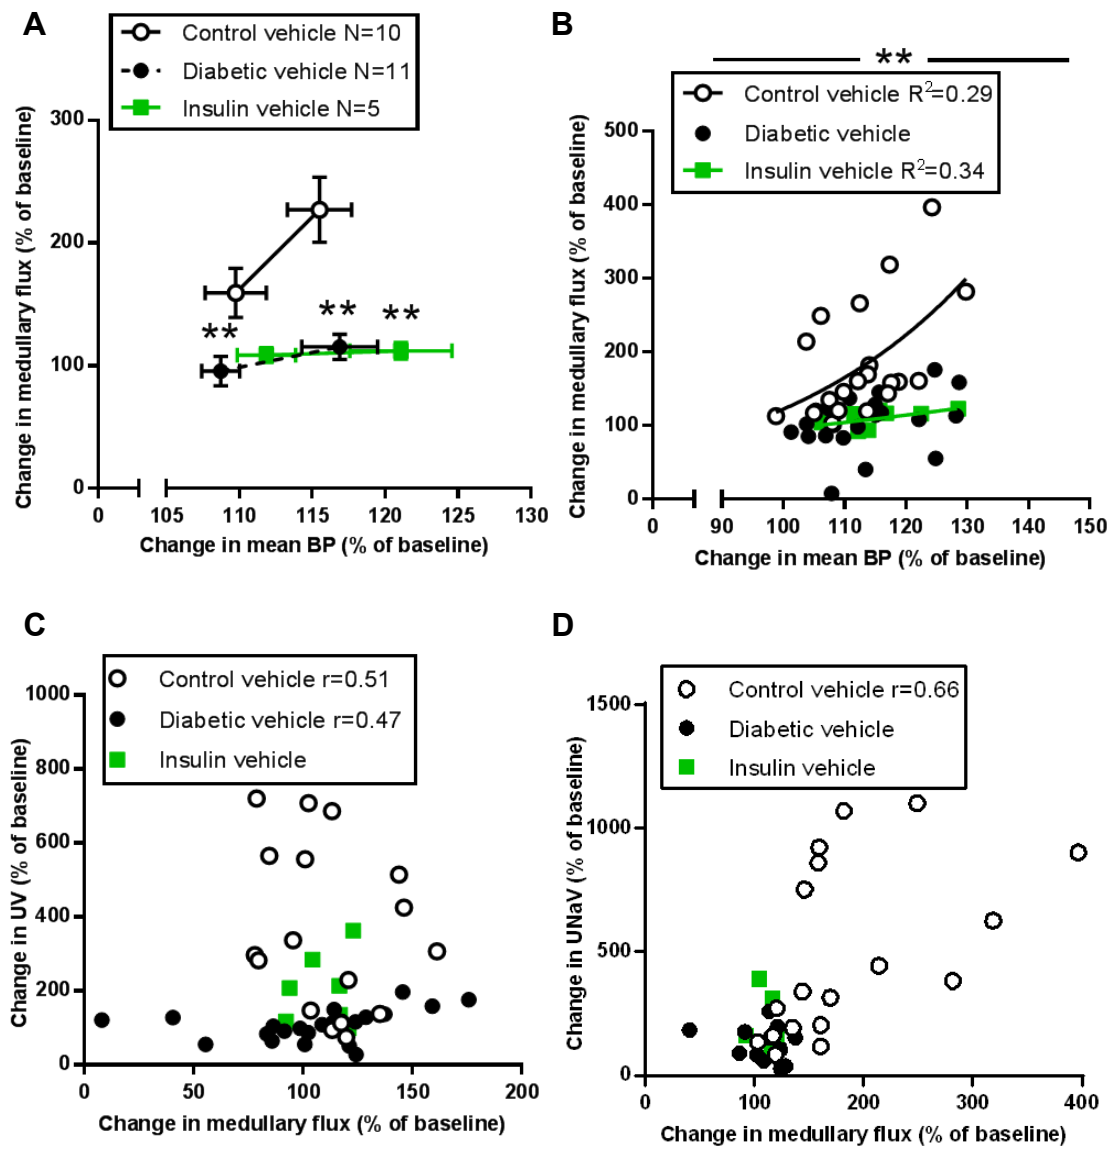 A
Control vehicle N=10
Diabetic vehicle N=11
Insulin vehicle N=5
Change in medullary flux (% of baseline)
300
200
100
0
** ** **
0 105 110 115 120 125 130
Change in mean BP (% of baseline)
B
**
Control vehicle R²=0.29
Diabetic vehicle
Insulin vehicle R²=0.34
Change in medullary flux (% of baseline)
500
400
300
200
100
0
0 90 100 110 120 130 140 150
Change in mean BP (% of baseline)
C
Control vehicle r=0.51
Diabetic vehicle r=0.47
Insulin vehicle
Change in UV (% of baseline)
1000
800
600
400
200
0
0 50 100 150 200
Change in medullary flux (% of baseline)
D
Control vehicle r=0.66
Diabetic vehicle
Insulin vehicle
Change in UNaV (% of baseline)
1500
1000
500
0
0 100 200 300 400
Change in medullary flux (% of baseline)